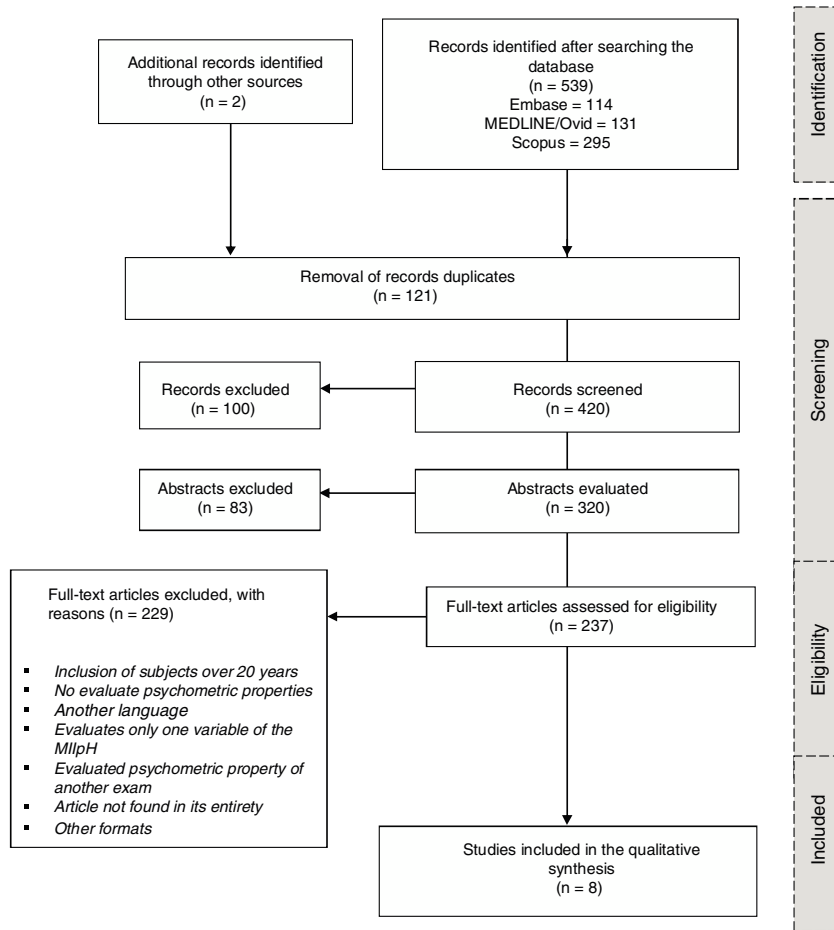 Additional records identified
through other sources
(n = 2)
Records identified after searching the
database
(n = 539)
Embase = 114
MEDLINE/Ovid = 131
Scopus = 295
Identification
Removal of records duplicates
(n = 121)
Records excluded
(n = 100)
Records screened
(n = 420)
Screening
Abstracts excluded
(n = 83)
Abstracts evaluated
(n = 320)
Full-text articles excluded, with
reasons (n = 229)
▪ Inclusion of subjects over 20 years
▪ No evaluate psychometric properties
▪ Another language
▪ Evaluates only one variable of the
MIlpH
▪ Evaluated psychometric property of
another exam
▪ Article not found in its entirety
▪ Other formats
Full-text articles assessed for eligibility
(n = 237)
Eligibility
Studies included in the qualitative
synthesis
(n = 8)
Included